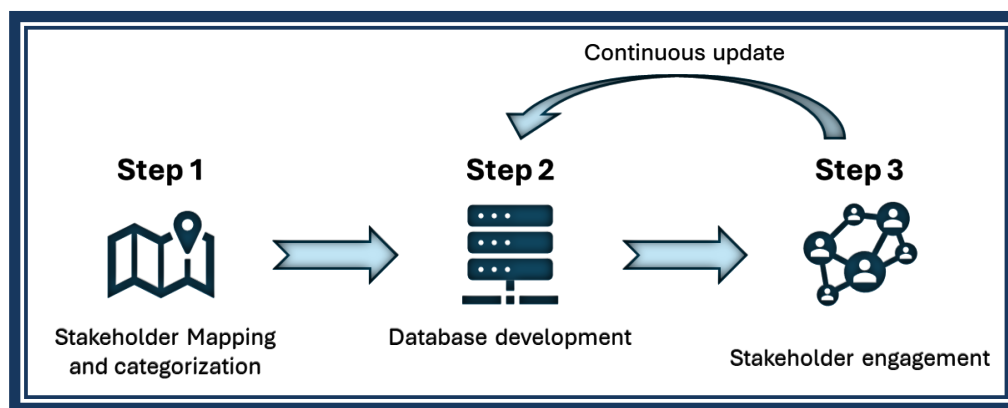 Continuous update
Step 1
Step 2
Step 3
Stakeholder Mapping
and categorization
Database development
Stakeholder engagement